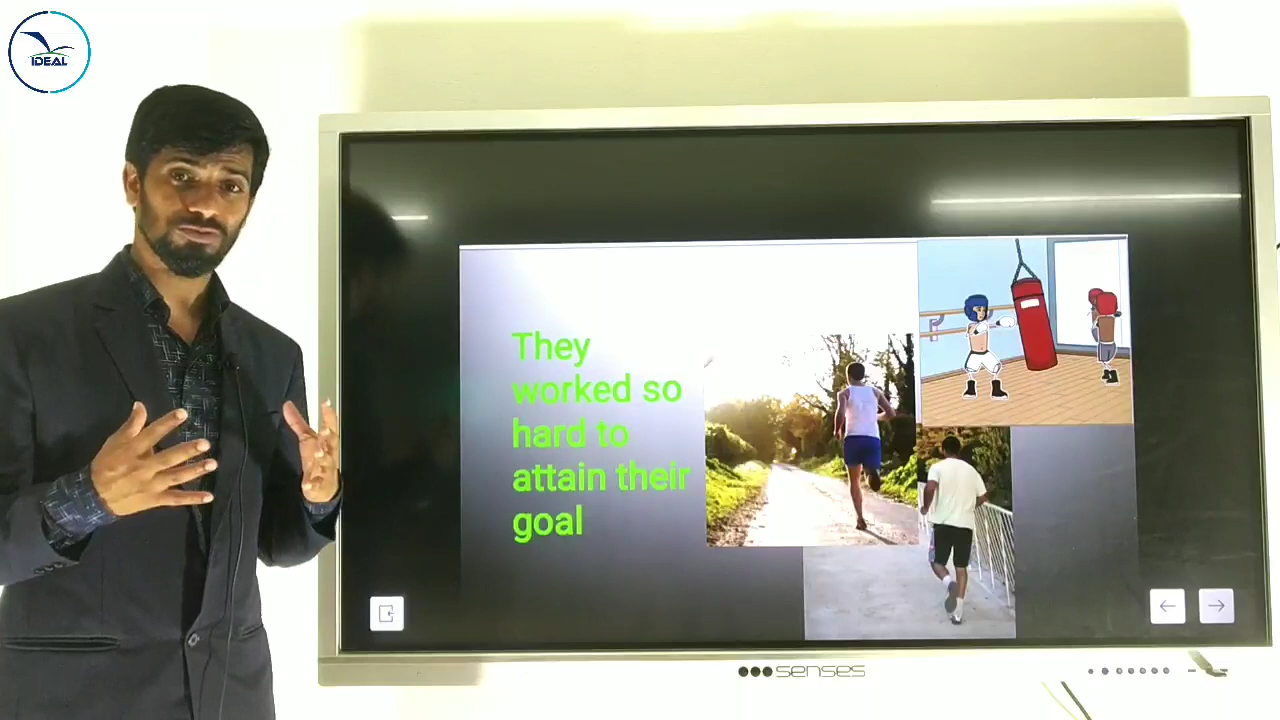 IDEAL
They
worked so
hard to
attain their
goal
senses